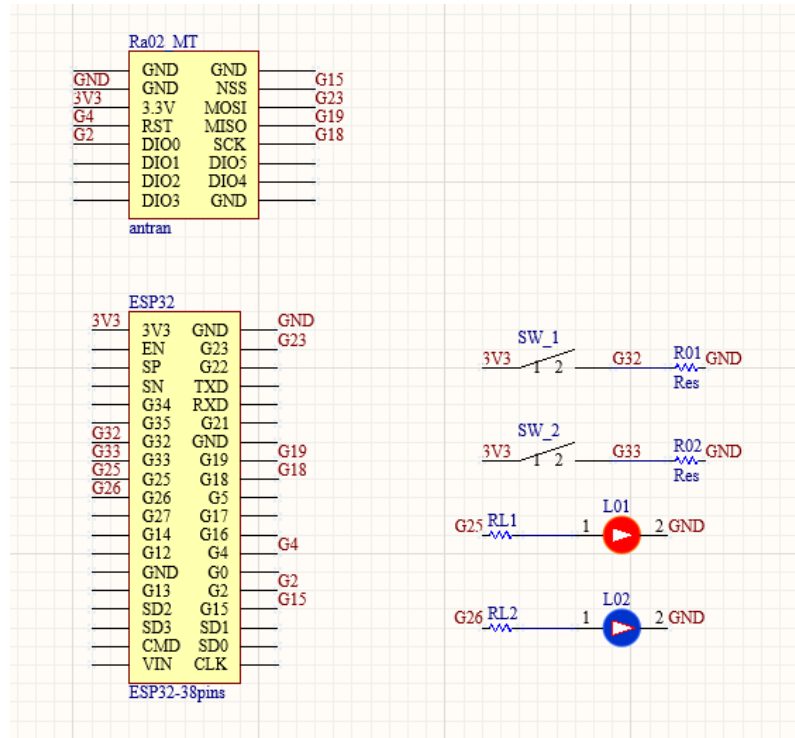 Ra02_MT
GND GND
GND GND NSS G15
3V3 3.3V MOSI G23
G4 RST MISO G19
G2 DIO0 SCK G18
DIO1 DIO5
DIO2 DIO4
DIO3 GND
antran
ESP32
3V3 3V3 GND GND
EN G23 G23
SP G22
SN TXD
G34 RXD
G35 G21
G32 G32 GND
G33 G33 G19 G19
G25 G25 G18 G18
G26 G26 G5
G27 G17
G14 G16
G12 G4 G4
GND G0
G13 G2 G2
SD2 G15 G15
SD3 SD1
CMD SD0
VIN CLK
ESP32-38pins
SW_1
3V3 1 2 G32 R01 GND
Res
SW_2
3V3 1 2 G33 R02 GND
Res
L01
G25 RL1 1 2 GND
L02
G26 RL2 1 2 GND